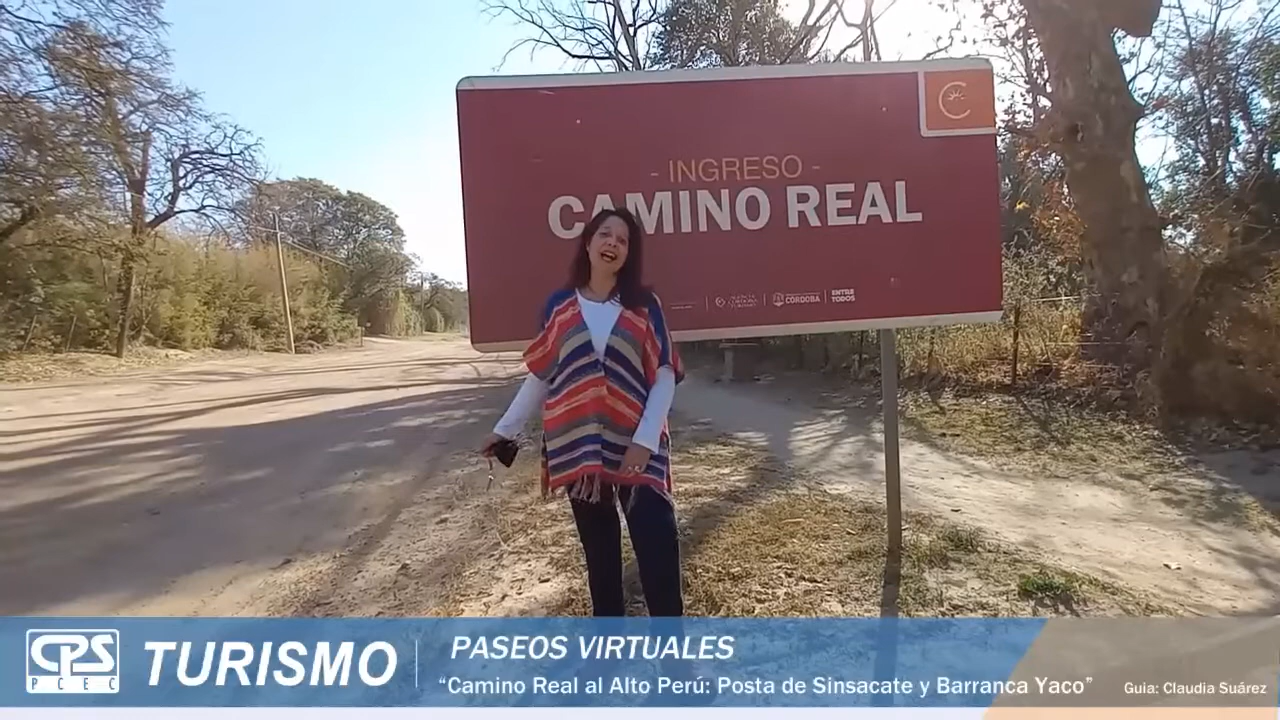 - INGRESO -
CAMINO REAL
CÓRDOBA
ENTRE
TODOS
CPS
PCEC
TURISMO
PASEOS VIRTUALES
“Camino Real al Alto Perú: Posta de Sinsacate y Barranca Yaco”
Guia: Claudia Suárez